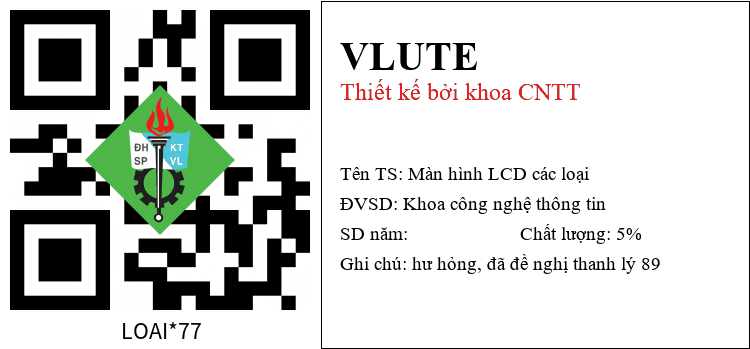 ĐH KT
SP VL
LOAI*77
VLUTE
Thiết kế bởi khoa CNTT
Tên TS: Màn hình LCD các loại
ĐVSD: Khoa công nghệ thông tin
SD năm: Chất lượng: 5%
Ghi chú: hư hỏng, đã đề nghị thanh lý 89